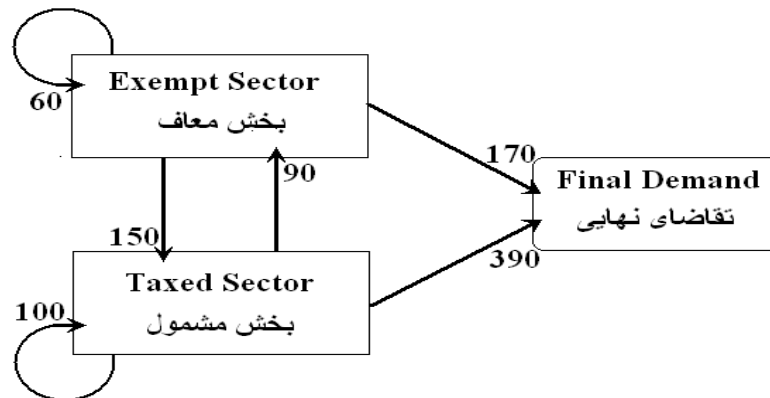 Exempt Sector
بخش معاف
60
170
90
Final Demand
تقاضای نهایی
150
390
Taxed Sector
بخش مشمول
100